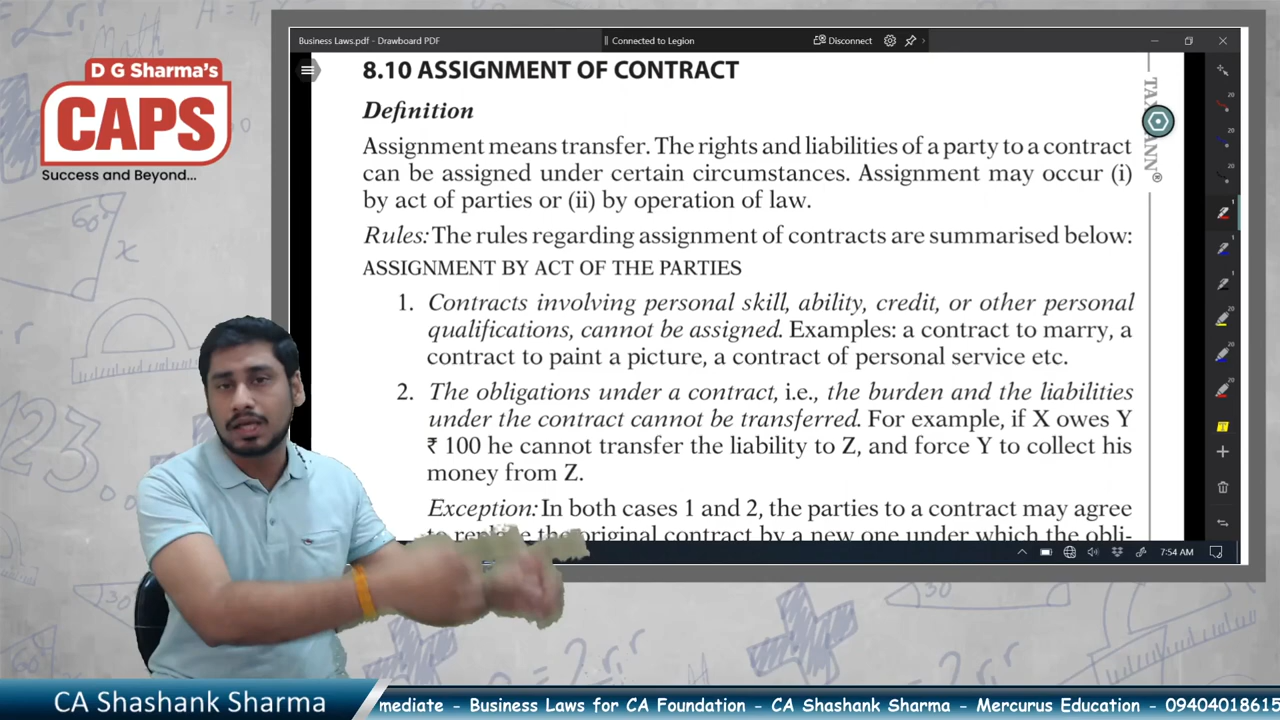 D G Sharma's
CAPS
Success and Beyond...
Business Laws.pdf - Drawboard PDF
Connected to Legion
Disconnect
8.10 ASSIGNMENT OF CONTRACT
Definition
Assignment means transfer. The rights and liabilities of a party to a contract
can be assigned under certain circumstances. Assignment may occur (i)
by act of parties or (ii) by operation of law.
Rules: The rules regarding assignment of contracts are summarised below:
ASSIGNMENT BY ACT OF THE PARTIES
1. Contracts involving personal skill, ability, credit, or other personal
qualifications, cannot be assigned. Examples: a contract to marry, a
contract to paint a picture, a contract of personal service etc.
2. The obligations under a contract, i.e., the burden and the liabilities
under the contract cannot be transferred. For example, if X owes Y
₹ 100 he cannot transfer the liability to Z, and force Y to collect his
money from Z.
Exception: In both cases 1 and 2, the parties to a contract may agree
to replace the original contract by a new one under which the obli-
7:54 AM
CA Shashank Sharma
mediate - Business Laws for CA Foundation - CA Shashank Sharma - Mercurus Education - 09404018615